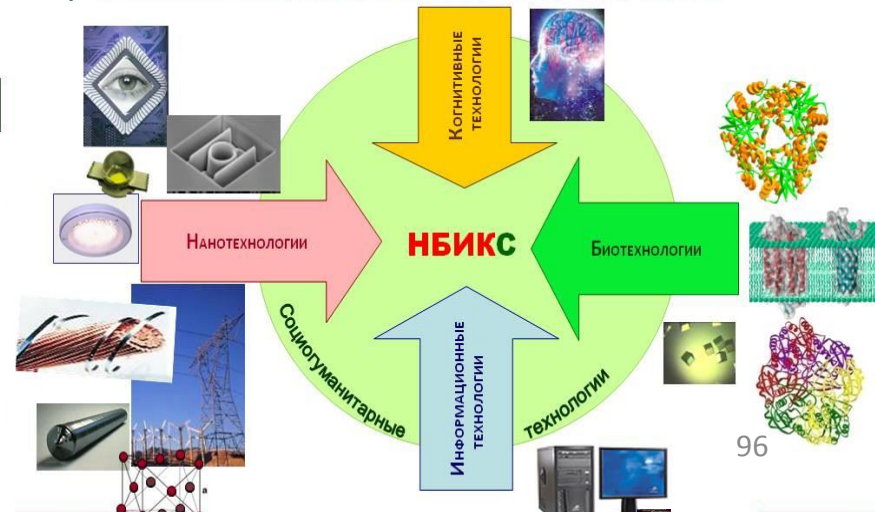 Когнитивные
технологии
Нанотехнологии
НБИКС
Биотехнологии
Информационные
технологии
Социогуманитарные
технологии
96
a